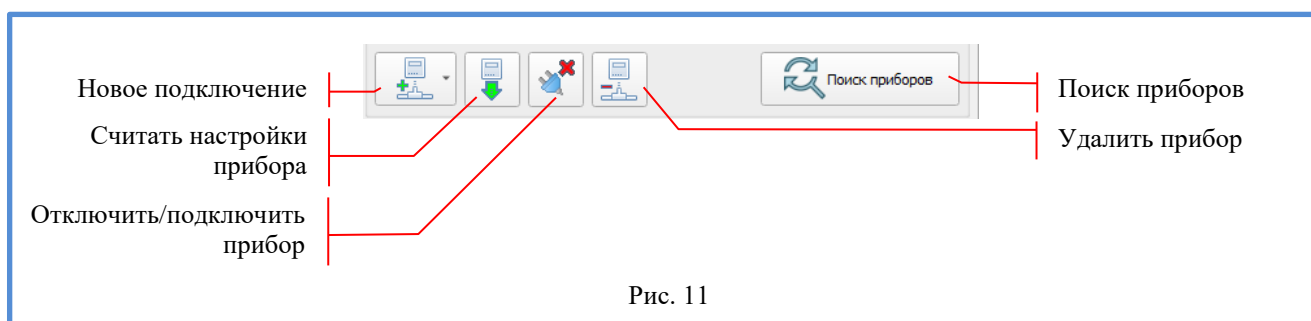 Поиск приборов
Новое подключение
Считать настройки
прибора
Отключить/подключить
прибор
Поиск приборов
Удалить прибор
Рис. 11